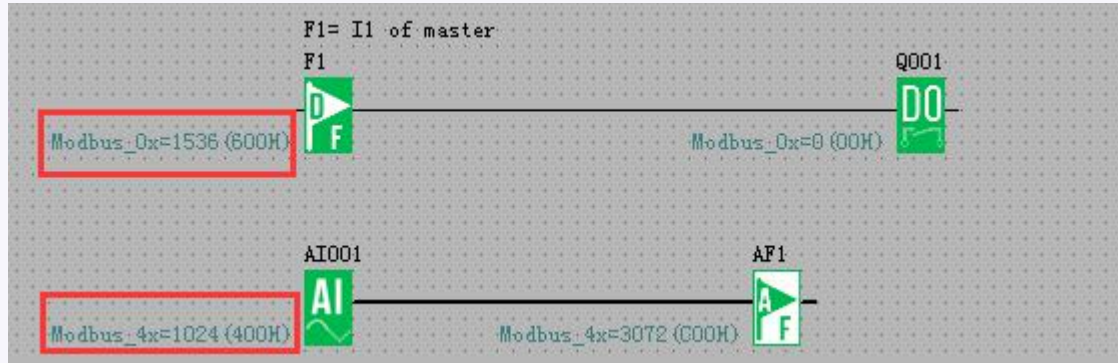 F1= I1 of master
F1
Q001
D
F
DO
Modbus_0x=1536(600H)
Modbus_0x=0(00H)
AI001
AF1
AI
A
F
Modbus_4x=1024(400H)
Modbus_4x=3072(C00H)